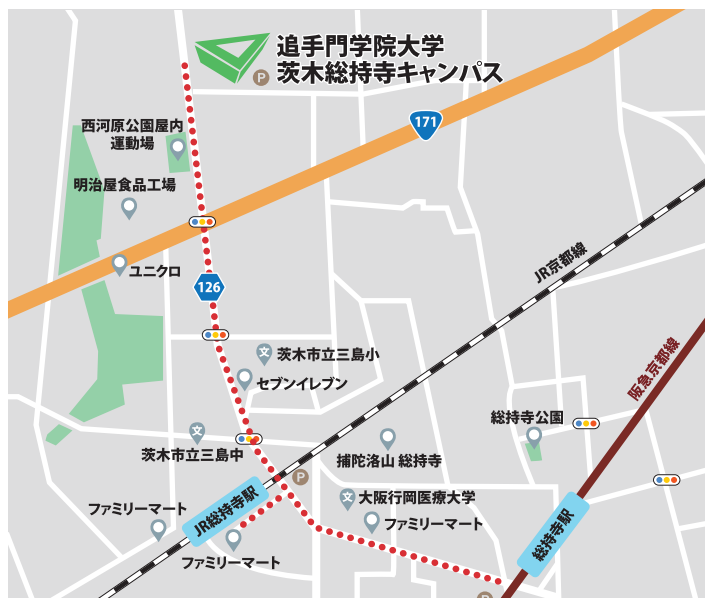 追手門学院大学
茨木総持寺キャンパス
P
171
西河原公園屋内
運動場
明治屋食品工場
ユニクロ
126
JR京都線
文
茨木市立三島小
セブンイレブン
阪急京都線
総持寺公園
文
茨木市立三島中
捕陀洛山 総持寺
P
JR総持寺駅
文
大阪行岡医療大学
ファミリーマート
ファミリーマート
ファミリーマート
総持寺駅
P